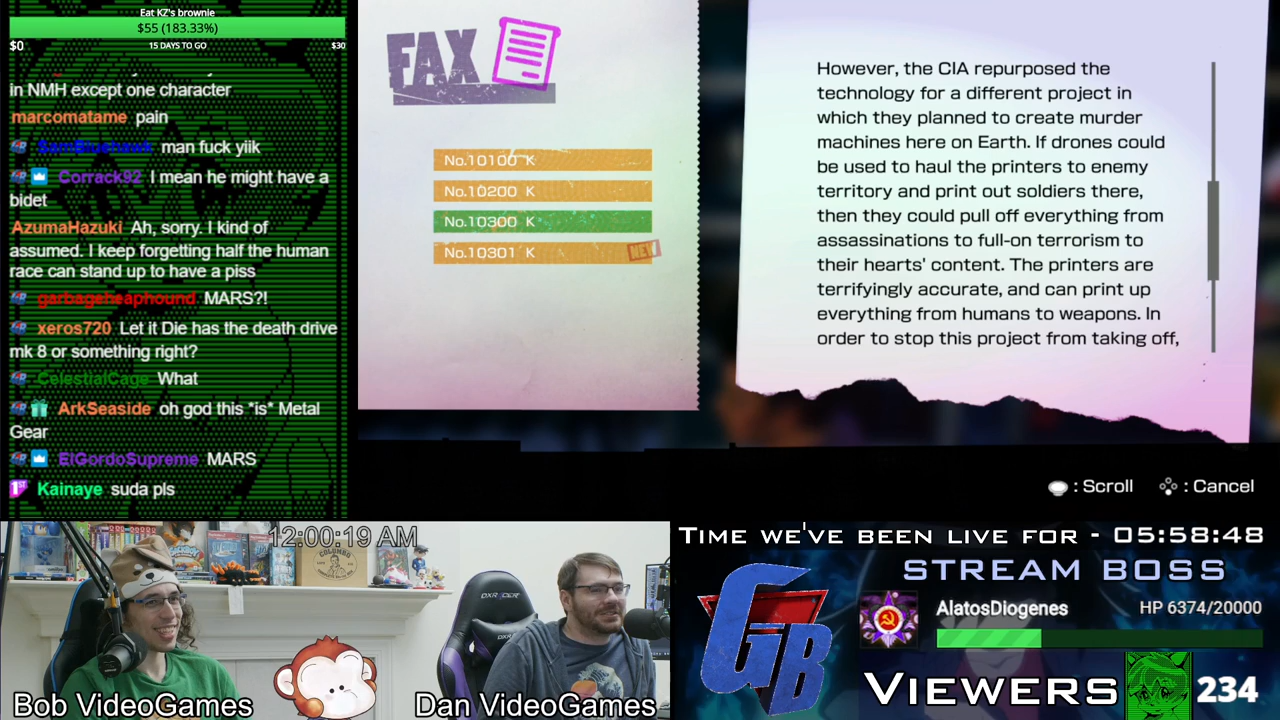 Eat KZ's brownie
$55 (183.33%)
$0
15 DAYS TO GO
$30
in NMH except one character
marcomatame pain
SamBluehawk man fuck yiik
Corrack92 I mean he might have a
bidet
AzumaHazuki Ah, sorry. I kind of
assumed. I keep forgetting half the human
race can stand up to have a piss
garbageheaphound MARS?!
xeros720 Let it Die has the death drive
mk 8 or something right?
CelestialCage What
ArkSeaside oh god this *is* Metal
Gear
ElGordoSupreme MARS
1ST Kainaye suda pls
FAX
No.10100 K
No.10200 K
No.10300 K
No.10301 K
NEW
However, the CIA repurposed the
technology for a different project in
which they planned to create murder
machines here on Earth. If drones could
be used to haul the printers to enemy
territory and print out soldiers there,
then they could pull off everything from
assassinations to full-on terrorism to
their hearts' content. The printers are
terrifyingly accurate, and can print up
everything from humans to weapons. In
order to stop this project from taking off,
: Scroll
: Cancel
12:00:19 AM
COLUMBO
DXRACER
Bob VideoGames
Dan VideoGames
TIME WE'VE BEEN LIVE FOR - 05:58:48
STREAM BOSS
AlatosDiogenes
HP 6374/20000
GB
VIEWERS
234